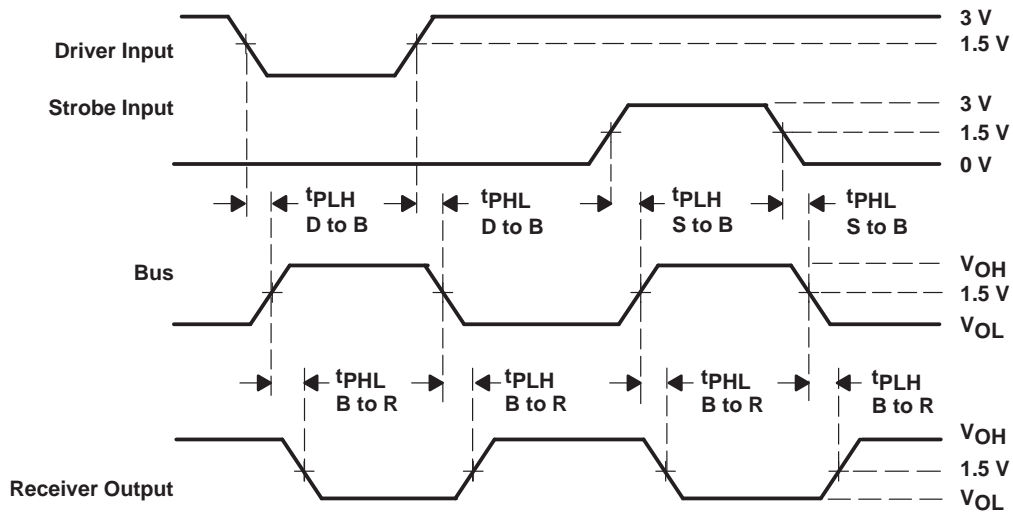 3 V
Driver Input
1.5 V
Strobe Input
3 V
1.5 V
0 V
tPLH
D to B
tPHL
D to B
tPLH
S to B
tPHL
S to B
Bus
VOH
1.5 V
VOL
tPHL
B to R
tPLH
B to R
tPHL
B to R
tPLH
B to R
VOH
1.5 V
Receiver Output
VOL